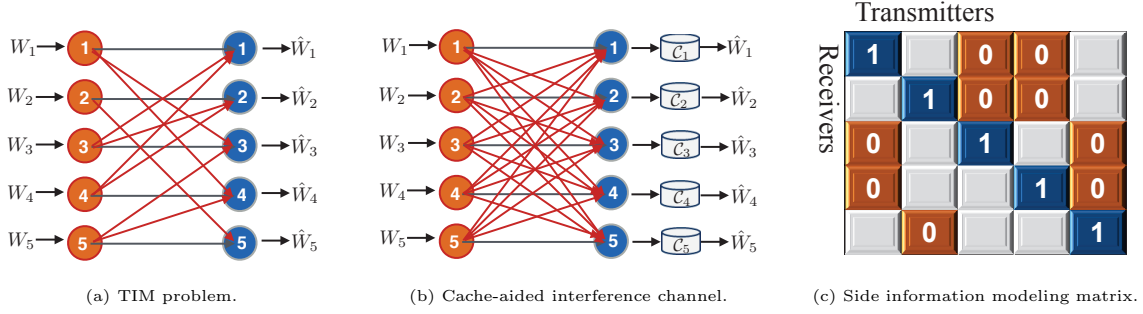 W₁ 1 1 Ŵ₁
W₂ 2 2 Ŵ₂
W₃ 3 3 Ŵ₃
W₄ 4 4 Ŵ₄
W₅ 5 5 Ŵ₅
(a) TIM problem.
W₁ 1 1 C₁ Ŵ₁
W₂ 2 2 C₂ Ŵ₂
W₃ 3 3 C₃ Ŵ₃
W₄ 4 4 C₄ Ŵ₄
W₅ 5 5 C₅ Ŵ₅
(b) Cache-aided interference channel.
Transmitters
Receivers
1 0 0
1 0 0
0 1 0
0 1 0
0 1
(c) Side information modeling matrix.